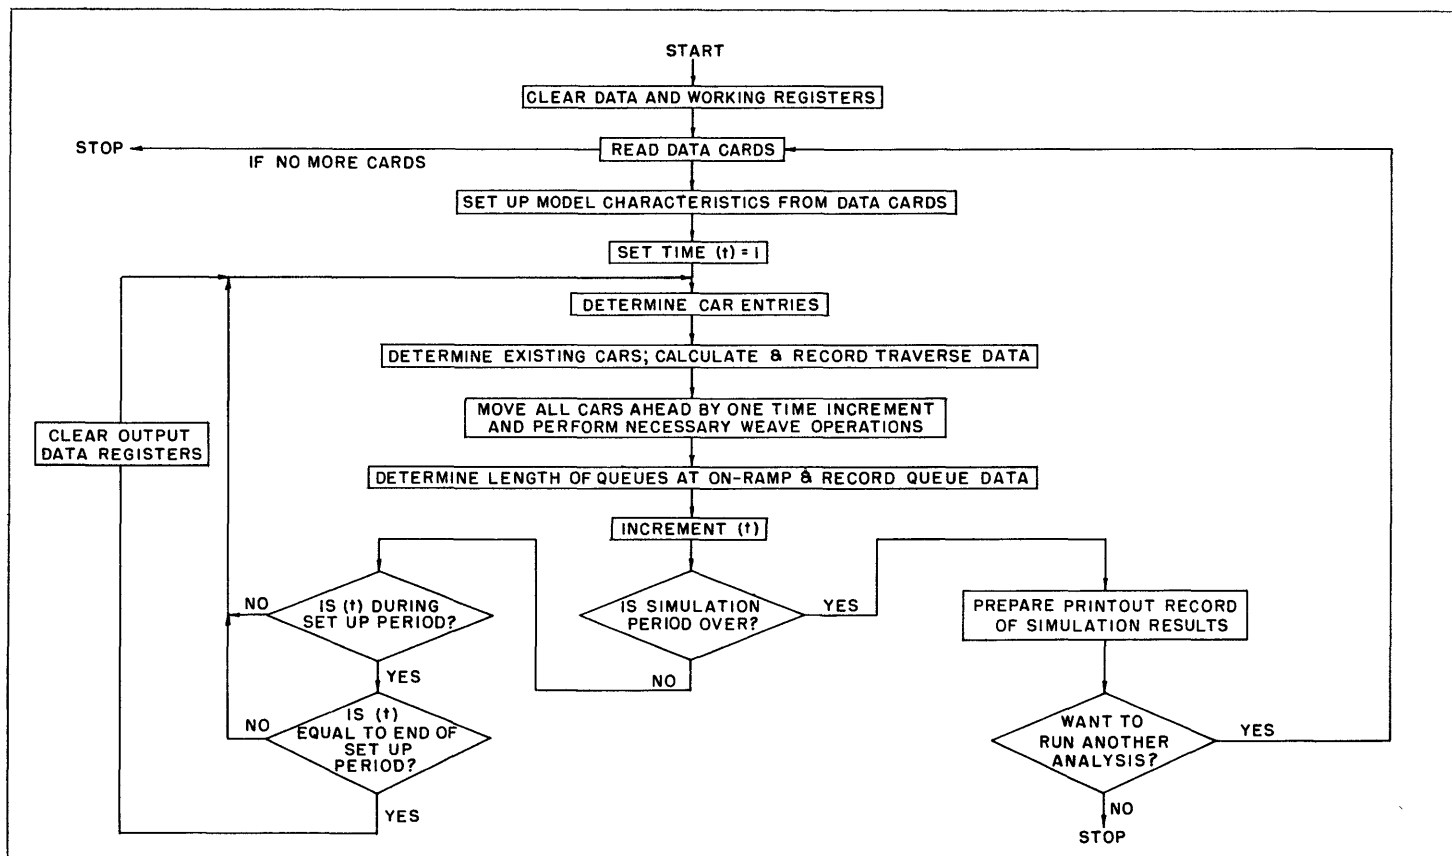 START
CLEAR DATA AND WORKING REGISTERS
STOP
IF NO MORE CARDS
READ DATA CARDS
SET UP MODEL CHARACTERISTICS FROM DATA CARDS
SET TIME (t) = 1
DETERMINE CAR ENTRIES
DETERMINE EXISTING CARS; CALCULATE & RECORD TRAVERSE DATA
MOVE ALL CARS AHEAD BY ONE TIME INCREMENT
AND PERFORM NECESSARY WEAVE OPERATIONS
CLEAR OUTPUT
DATA REGISTERS
DETERMINE LENGTH OF QUEUES AT ON-RAMP & RECORD QUEUE DATA
INCREMENT (t)
NO
IS (t) DURING
SET UP PERIOD?
YES
IS SIMULATION
PERIOD OVER?
YES
NO
PREPARE PRINTOUT RECORD
OF SIMULATION RESULTS
NO
IS (t)
EQUAL TO END OF
SET UP
PERIOD?
YES
WANT TO
RUN ANOTHER
ANALYSIS?
YES
NO
STOP